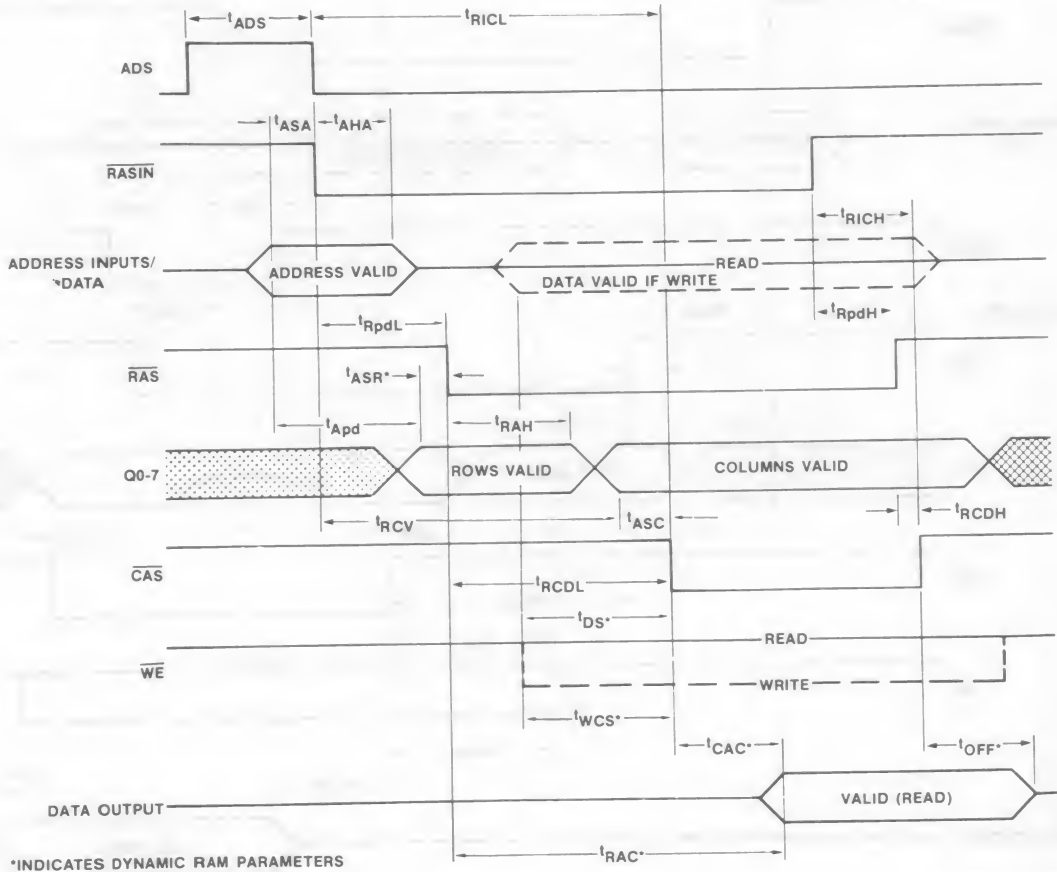 tADS
tRICL
ADS
tASA
tAHA
RASIN
tRICH
ADDRESS INPUTS/
DATA
ADDRESS VALID
READ
DATA VALID IF WRITE
tRpdL
tRpdH
RAS
tASR*
tApd
tRAH
Q0-7
ROWS VALID
COLUMNS VALID
tRCV
tASC
tRCDH
CAS
tRCDL
tDS*
READ
WE
WRITE
tWCS*
tCAC*
tOFF*
DATA OUTPUT
VALID (READ)
tRAC*
*INDICATES DYNAMIC RAM PARAMETERS